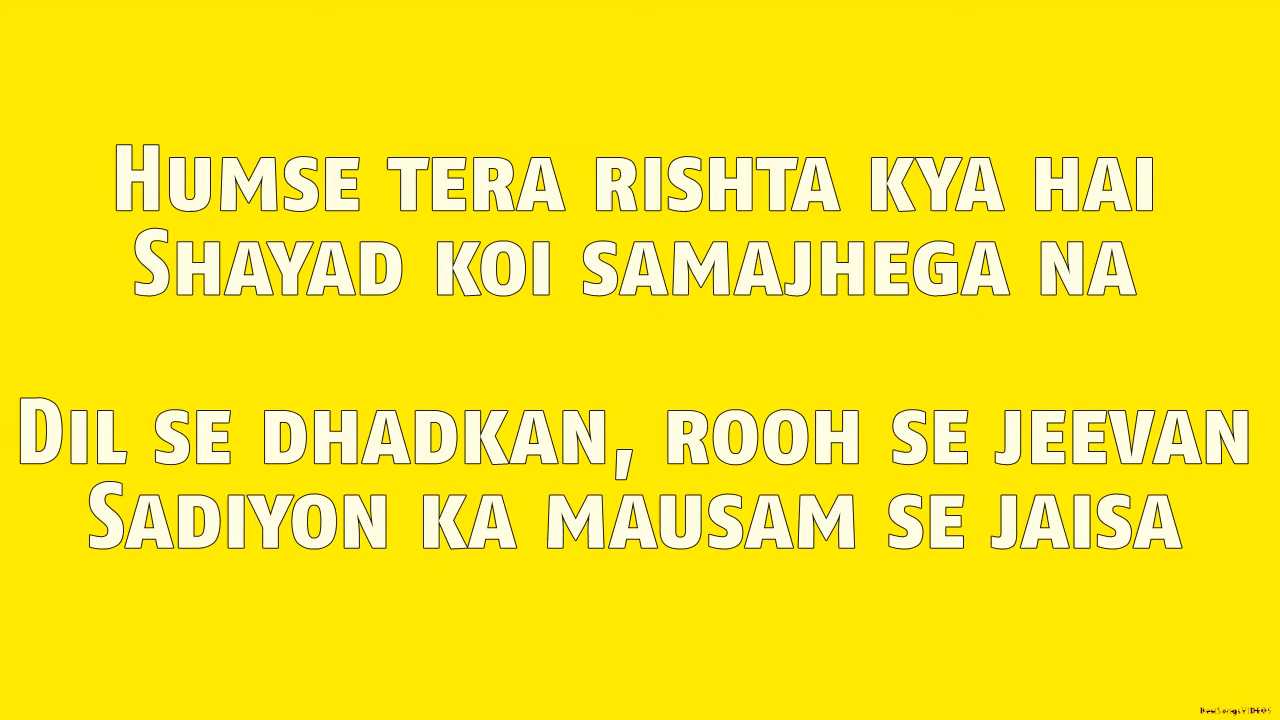 Humse tera rishta kya hai
Shayad koi samajhega na
Dil se dhadkan, rooh se jeevan
Sadiyon ka mausam se jaisa
BestSongsVIDEOS